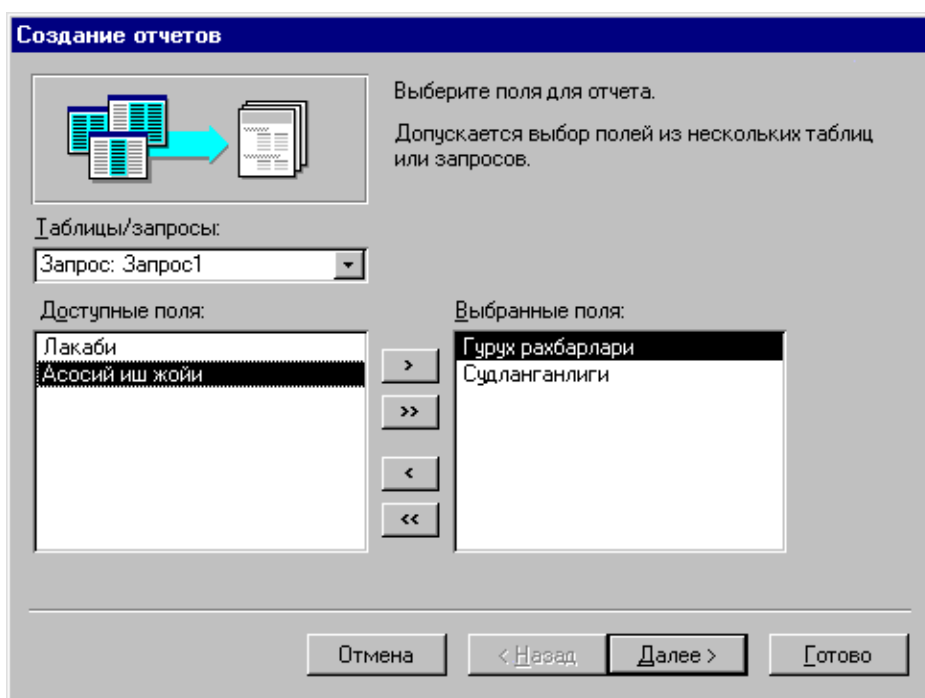 Создание отчетов
Выберите поля для отчета.
Допускается выбор полей из нескольких таблиц
или запросов.
Таблицы/запросы:
Запрос: Запрос1
Доступные поля:
Лакаби
Асосий иш жойи
>
>>
<
<<
Выбранные поля:
Гурух рахбарлари
Судланганлиги
Отмена
< Назад
Далее >
Готово